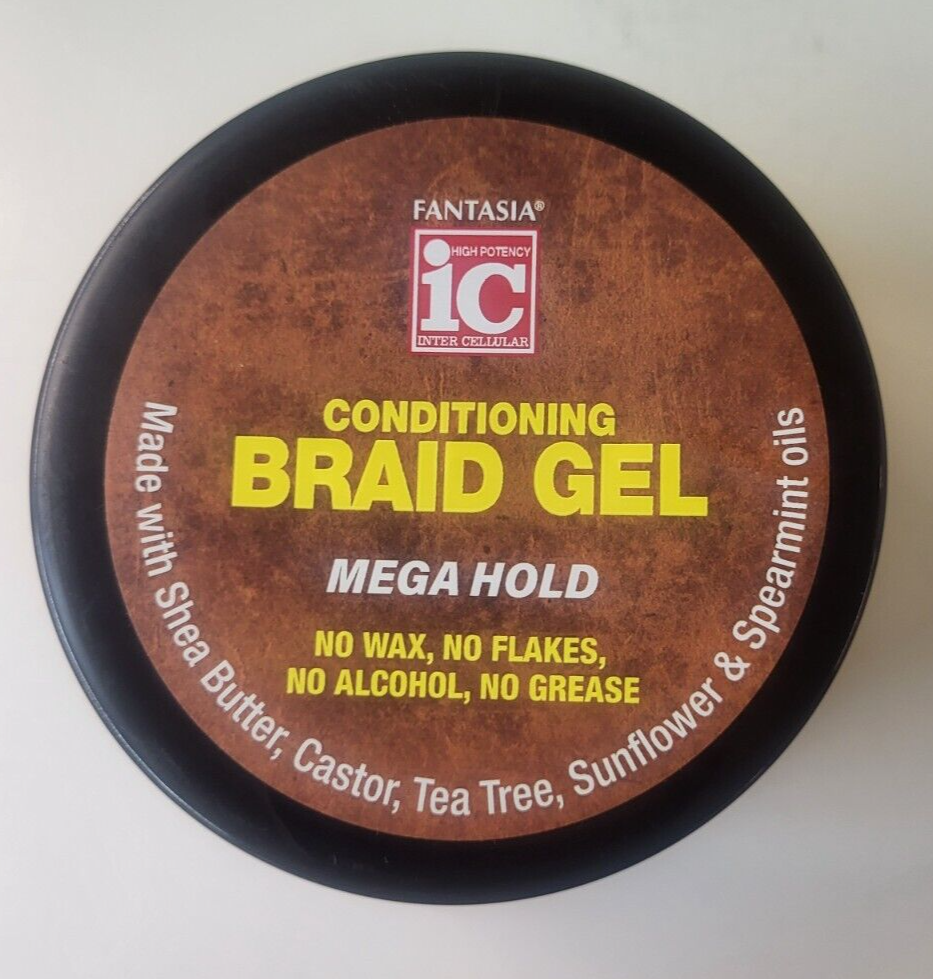 FANTASIA®
HIGH POTENCY
iC
INTER CELLULAR
CONDITIONING
BRAID GEL
MEGA HOLD
NO WAX, NO FLAKES,
NO ALCOHOL, NO GREASE
Made with Shea Butter, Castor, Tea Tree, Sunflower & Spearmint oils